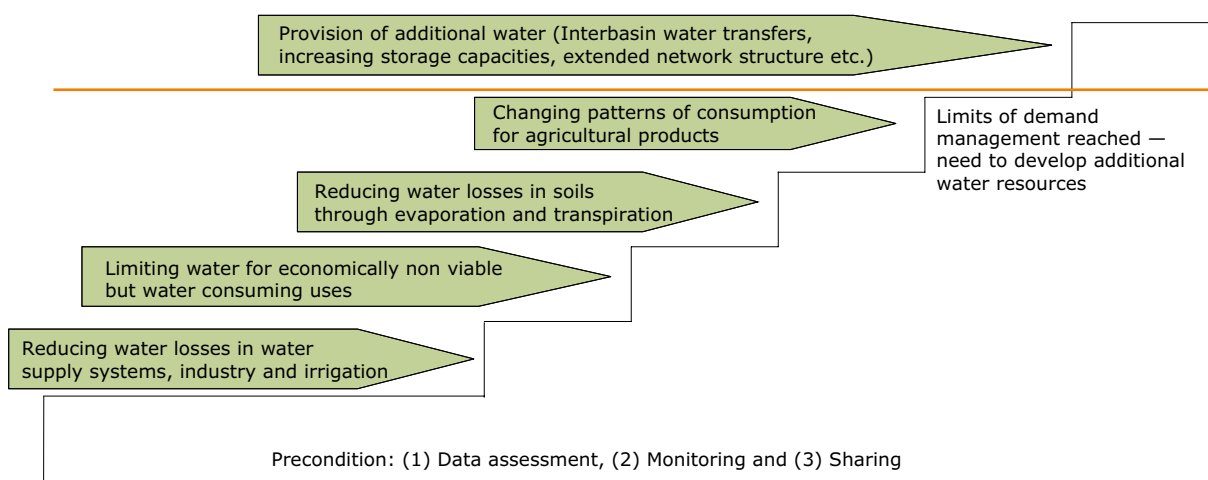 Provision of additional water (Interbasin water transfers,
increasing storage capacities, extended network structure etc.)
Changing patterns of consumption
for agricultural products
Limits of demand
management reached —
need to develop additional
water resources
Reducing water losses in soils
through evaporation and transpiration
Limiting water for economically non viable
but water consuming uses
Reducing water losses in water
supply systems, industry and irrigation
Precondition: (1) Data assessment, (2) Monitoring and (3) Sharing